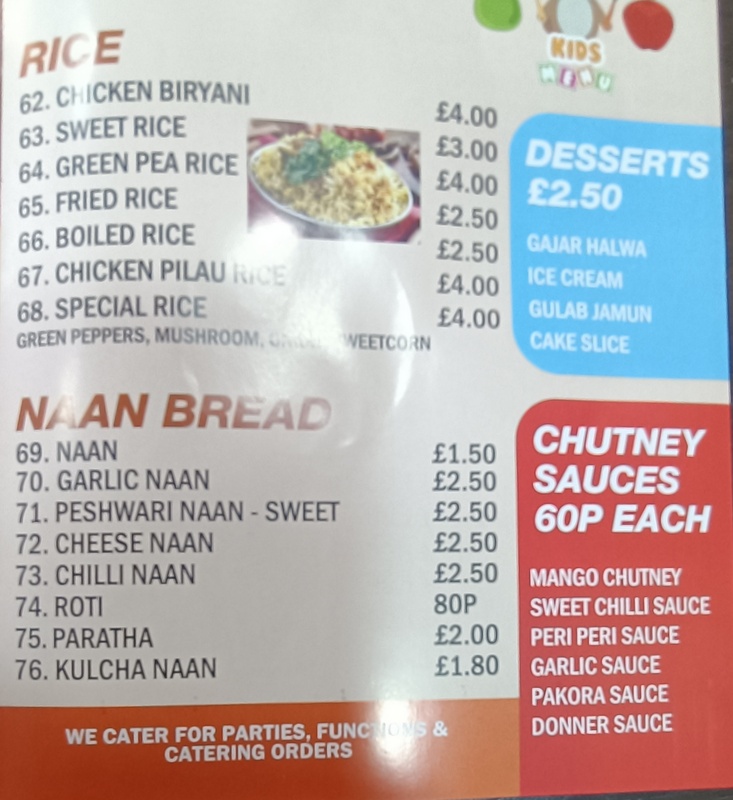 RICE
62. CHICKEN BIRYANI £4.00
63. SWEET RICE £3.00
64. GREEN PEA RICE £4.00
65. FRIED RICE £2.50
66. BOILED RICE £2.50
67. CHICKEN PILAU RICE £4.00
68. SPECIAL RICE £4.00
GREEN PEPPERS, MUSHROOM, SWEETCORN
NAAN BREAD
69. NAAN £1.50
70. GARLIC NAAN £2.50
71. PESHWARI NAAN - SWEET £2.50
72. CHEESE NAAN £2.50
73. CHILLI NAAN £2.50
74. ROTI 80P
75. PARATHA £2.00
76. KULCHA NAAN £1.80
WE CATER FOR PARTIES, FUNCTIONS &
CATERING ORDERS
KIDS
MENU
DESSERTS
£2.50
GAJAR HALWA
ICE CREAM
GULAB JAMUN
CAKE SLICE
CHUTNEY
SAUCES
60P EACH
MANGO CHUTNEY
SWEET CHILLI SAUCE
PERI PERI SAUCE
GARLIC SAUCE
PAKORA SAUCE
DONNER SAUCE